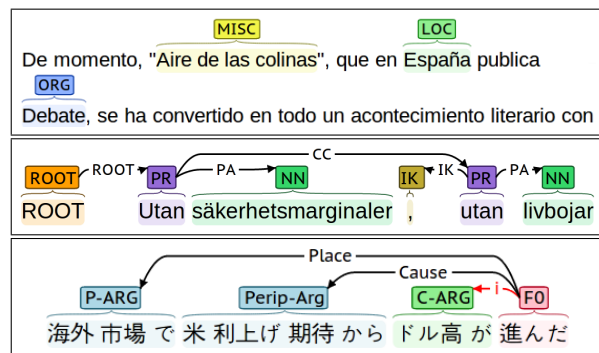 MISC LOC
De momento, "Aire de las colinas", que en España publica
ORG
Debate, se ha convertido en todo un acontecimiento literario con
CC
ROOT ROOT PR PA NN IK IK PR PA NN
ROOT Utan säkerhetsmarginaler , utan livbojar
Place
Cause
P-ARG Perip-Arg C-ARG i F0
海外 市場 で 米 利上げ 期待 から ドル高 が 進んだ